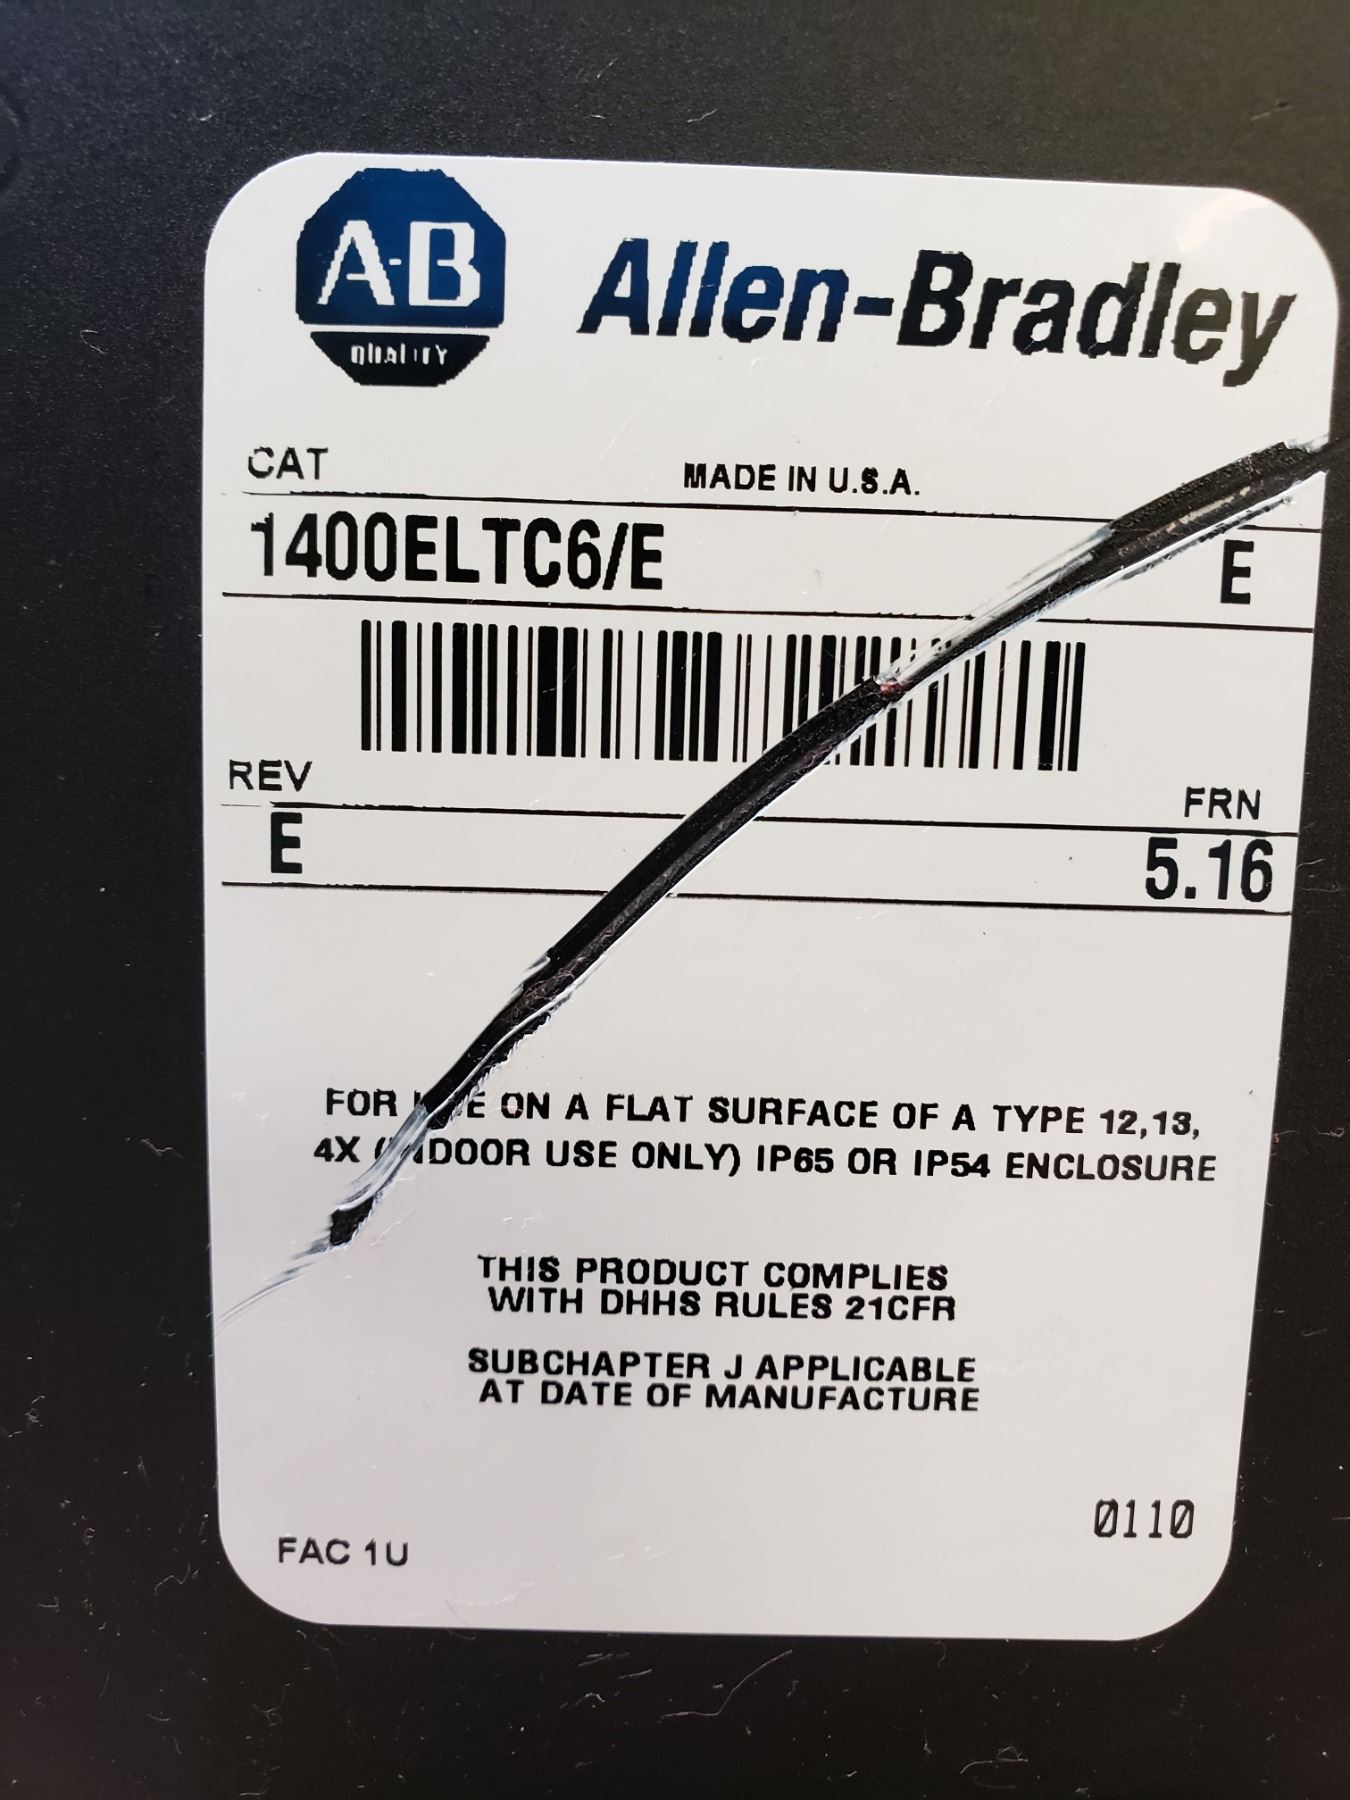 A-B
QUALITY
Allen-Bradley
CAT
MADE IN U.S.A.
1400ELTC6/E
E
REV
FRN
E
5.16
FOR ON A FLAT SURFACE OF A TYPE 12,13,
4X (INDOOR USE ONLY) IP65 OR IP54 ENCLOSURE
THIS PRODUCT COMPLIES
WITH DHHS RULES 21CFR
SUBCHAPTER J APPLICABLE
AT DATE OF MANUFACTURE
0110
FAC 1U